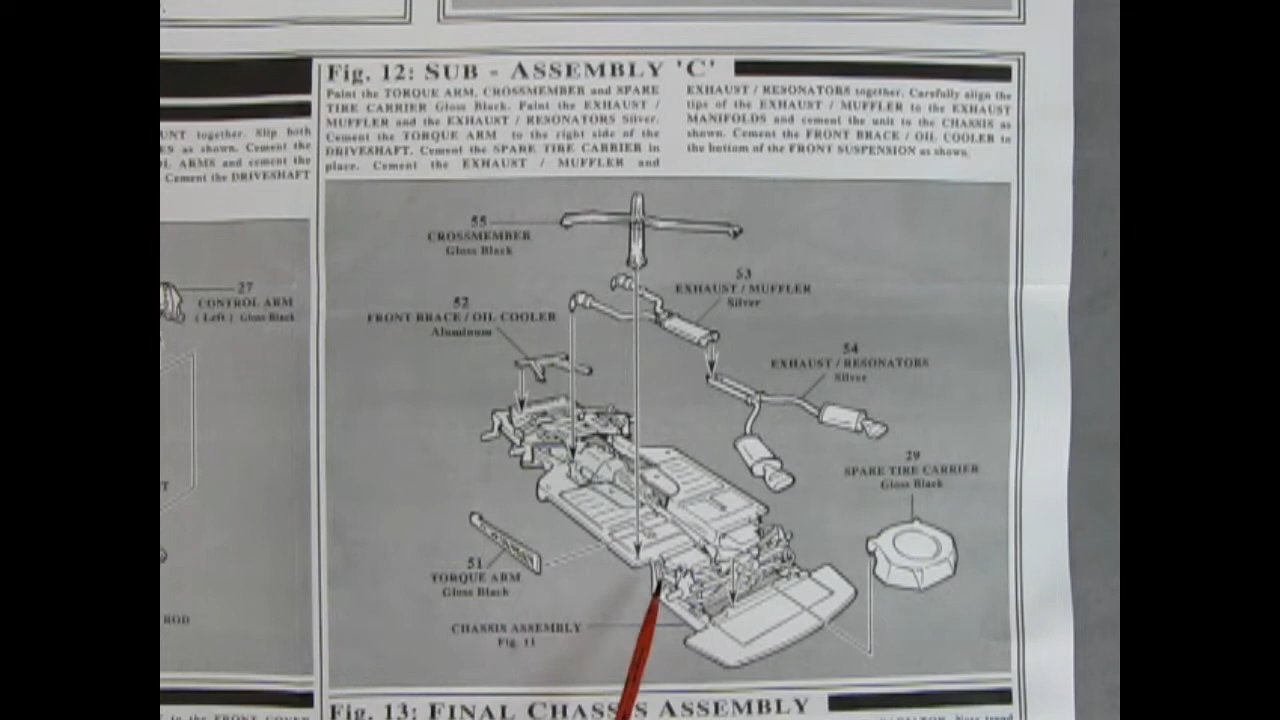 Fig. 12: SUB - ASSEMBLY 'C'
Paint the TORQUE ARM, CROSSMEMBER and SPARE
TIRE CARRIER Gloss Black. Paint the EXHAUST /
MUFFLER and the EXHAUST / RESONATORS Silver.
Cement the TORQUE ARM to the right side of the
DRIVESHAFT. Cement the SPARE TIRE CARRIER in
place. Cement the EXHAUST / MUFFLER and
EXHAUST / RESONATORS together. Carefully align the
tips of the EXHAUST / MUFFLER to the EXHAUST
MANIFOLDS and cement the unit to the CHASSIS as
shown. Cement the FRONT BRACE / OIL COOLER to
the bottom of the FRONT SUSPENSION as shown.
UNT together. Slip both
ES as shown. Cement the
ARMS and cement the
Cement the DRIVESHAFT
27
CONTROL ARM
( Left ) Gloss Black
T
ROD
55
CROSSMEMBER
Gloss Black
53
EXHAUST / MUFFLER
Silver
52
FRONT BRACE / OIL COOLER
Aluminum
54
EXHAUST / RESONATORS
Silver
29
SPARE TIRE CARRIER
Gloss Black
51
TORQUE ARM
Gloss Black
CHASSIS ASSEMBLY
Fig. 11
Fig. 13: FINAL CHASSIS ASSEMBLY
in the FRONT COVER